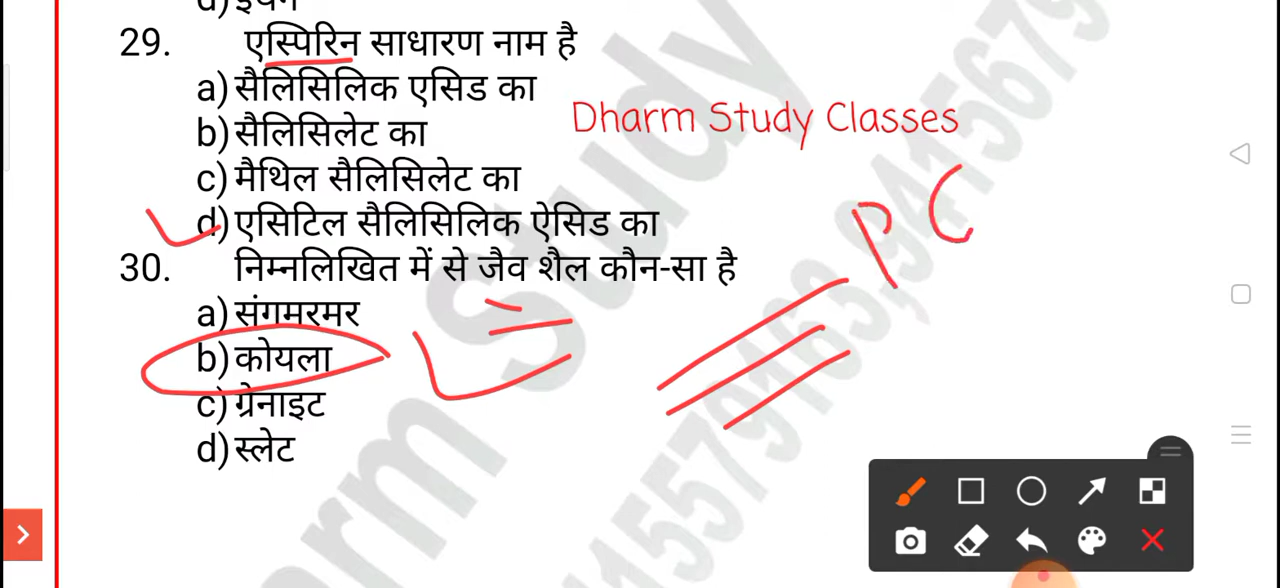 29. एस्पिरिन साधारण नाम है
a) सैलिसिलिक एसिड का
Dharm Study Classes
b) सैलिसिलेट का
c) मैथिल सैलिसिलेट का
PC
d) एसिटिल सैलिसिलिक ऐसिड का
30. निम्नलिखित में से जैव शैल कौन-सा है
a) संगमरमर
b) कोयला
c) ग्रेनाइट
d) स्लेट